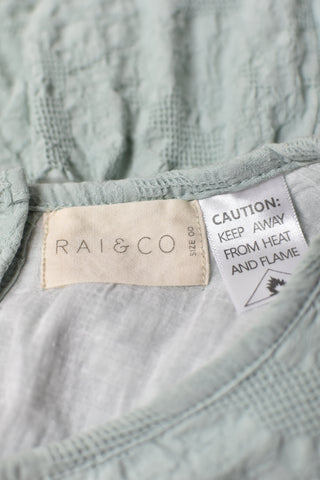 RAI & CO
SIZE 00
CAUTION:
KEEP AWAY
FROM HEAT
AND FLAME